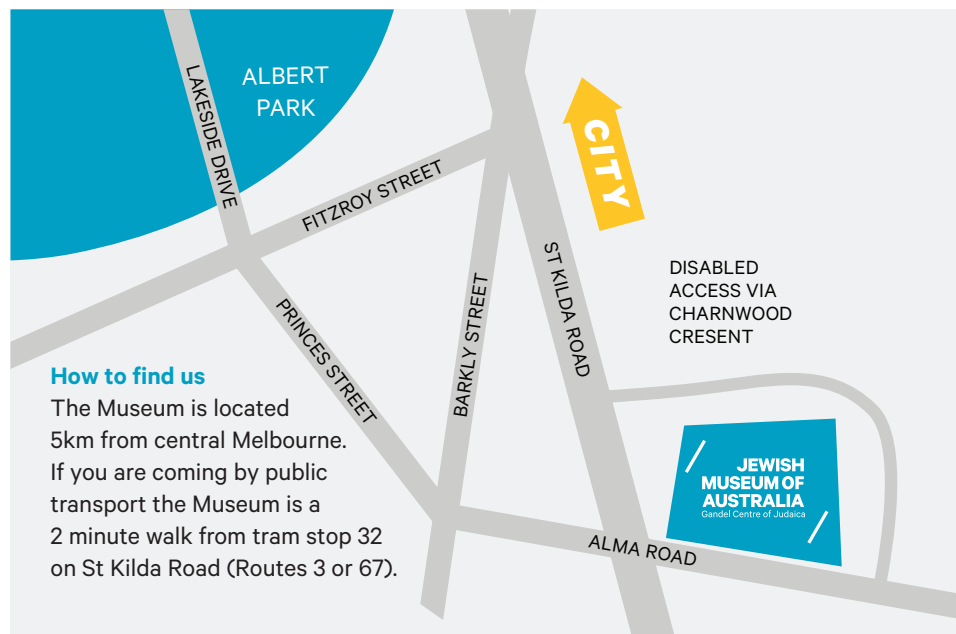 LAKESIDE DRIVE
ALBERT
PARK
CITY
FITZROY STREET
ST KILDA ROAD
DISABLED
ACCESS VIA
CHARNWOOD
CRESENT
PRINCES STREET
BARKLY STREET
How to find us
The Museum is located
5km from central Melbourne.
If you are coming by public
transport the Museum is a
2 minute walk from tram stop 32
on St Kilda Road (Routes 3 or 67).
JEWISH
MUSEUM OF
AUSTRALIA
Gandel Centre of Judaica
ALMA ROAD